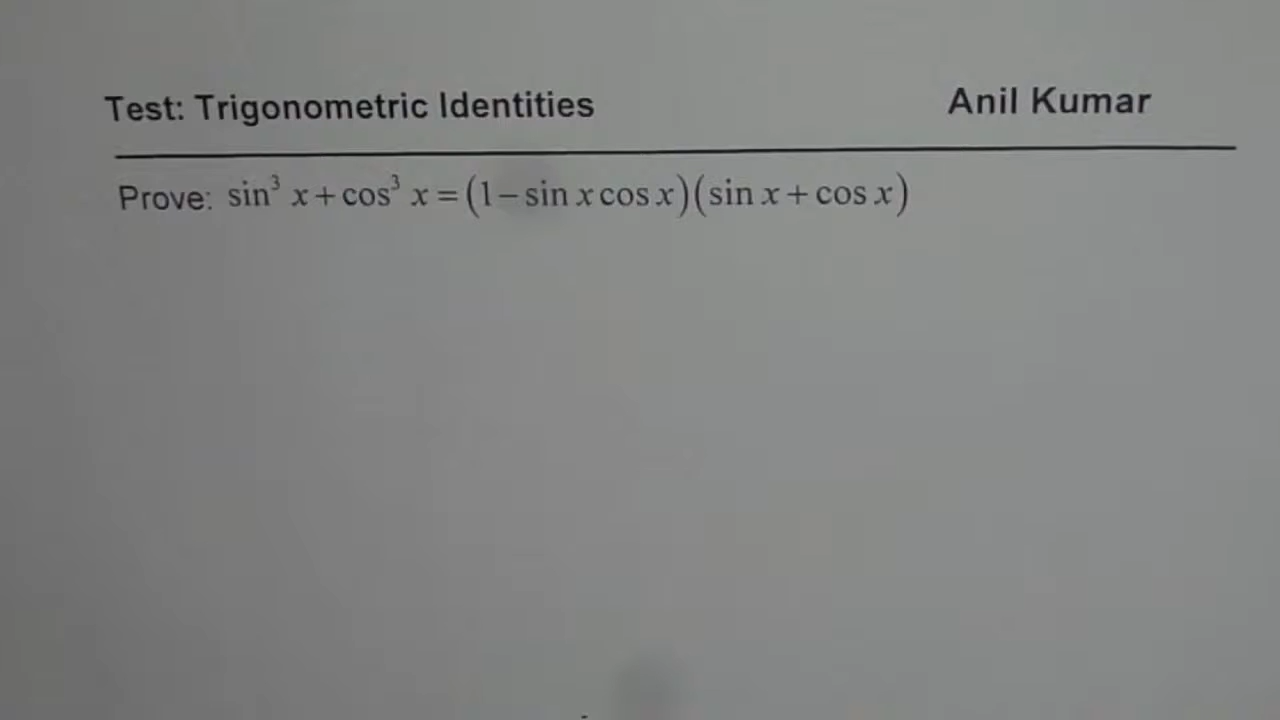 Test: Trigonometric Identities Anil Kumar
Prove: sin³ x + cos³ x = (1 − sin x cos x)(sin x + cos x)